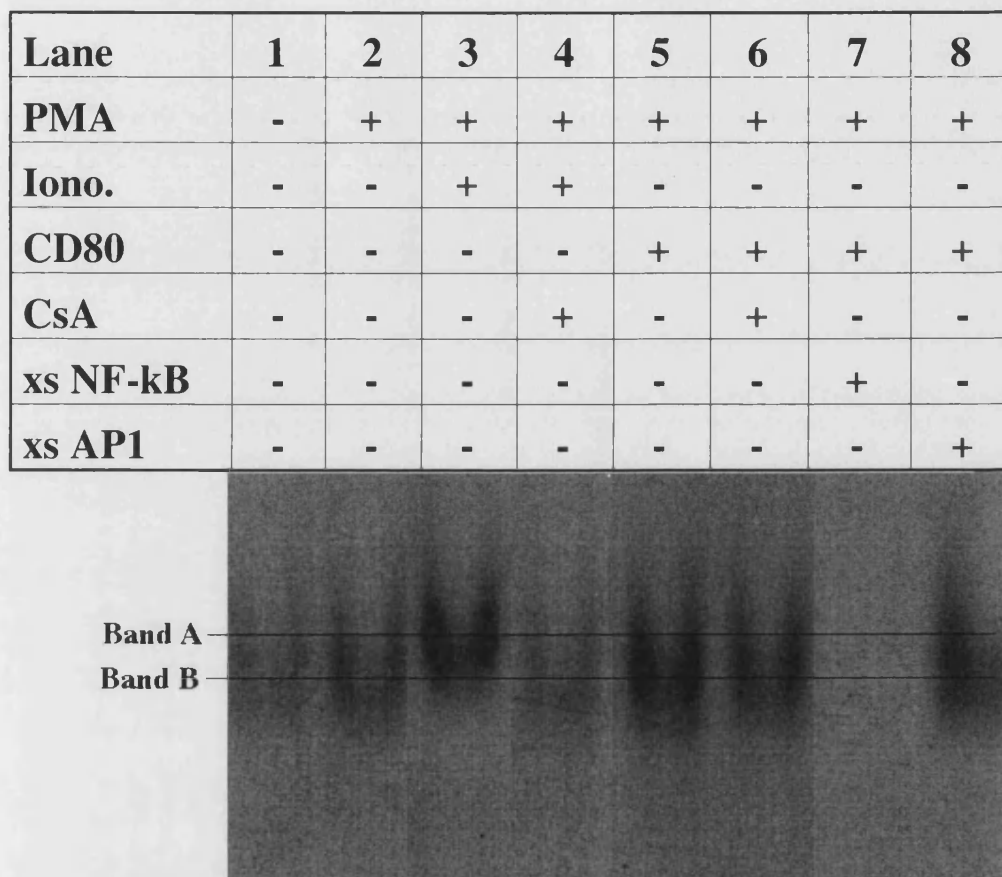 Lane 1 2 3 4 5 6 7 8
PMA - + + + + + + +
Iono. - - + + - - - -
CD80 - - - - + + + +
CsA - - - + - + - -
xs NF-kB - - - - - - + -
xs AP1 - - - - - - - +
Band A
Band B